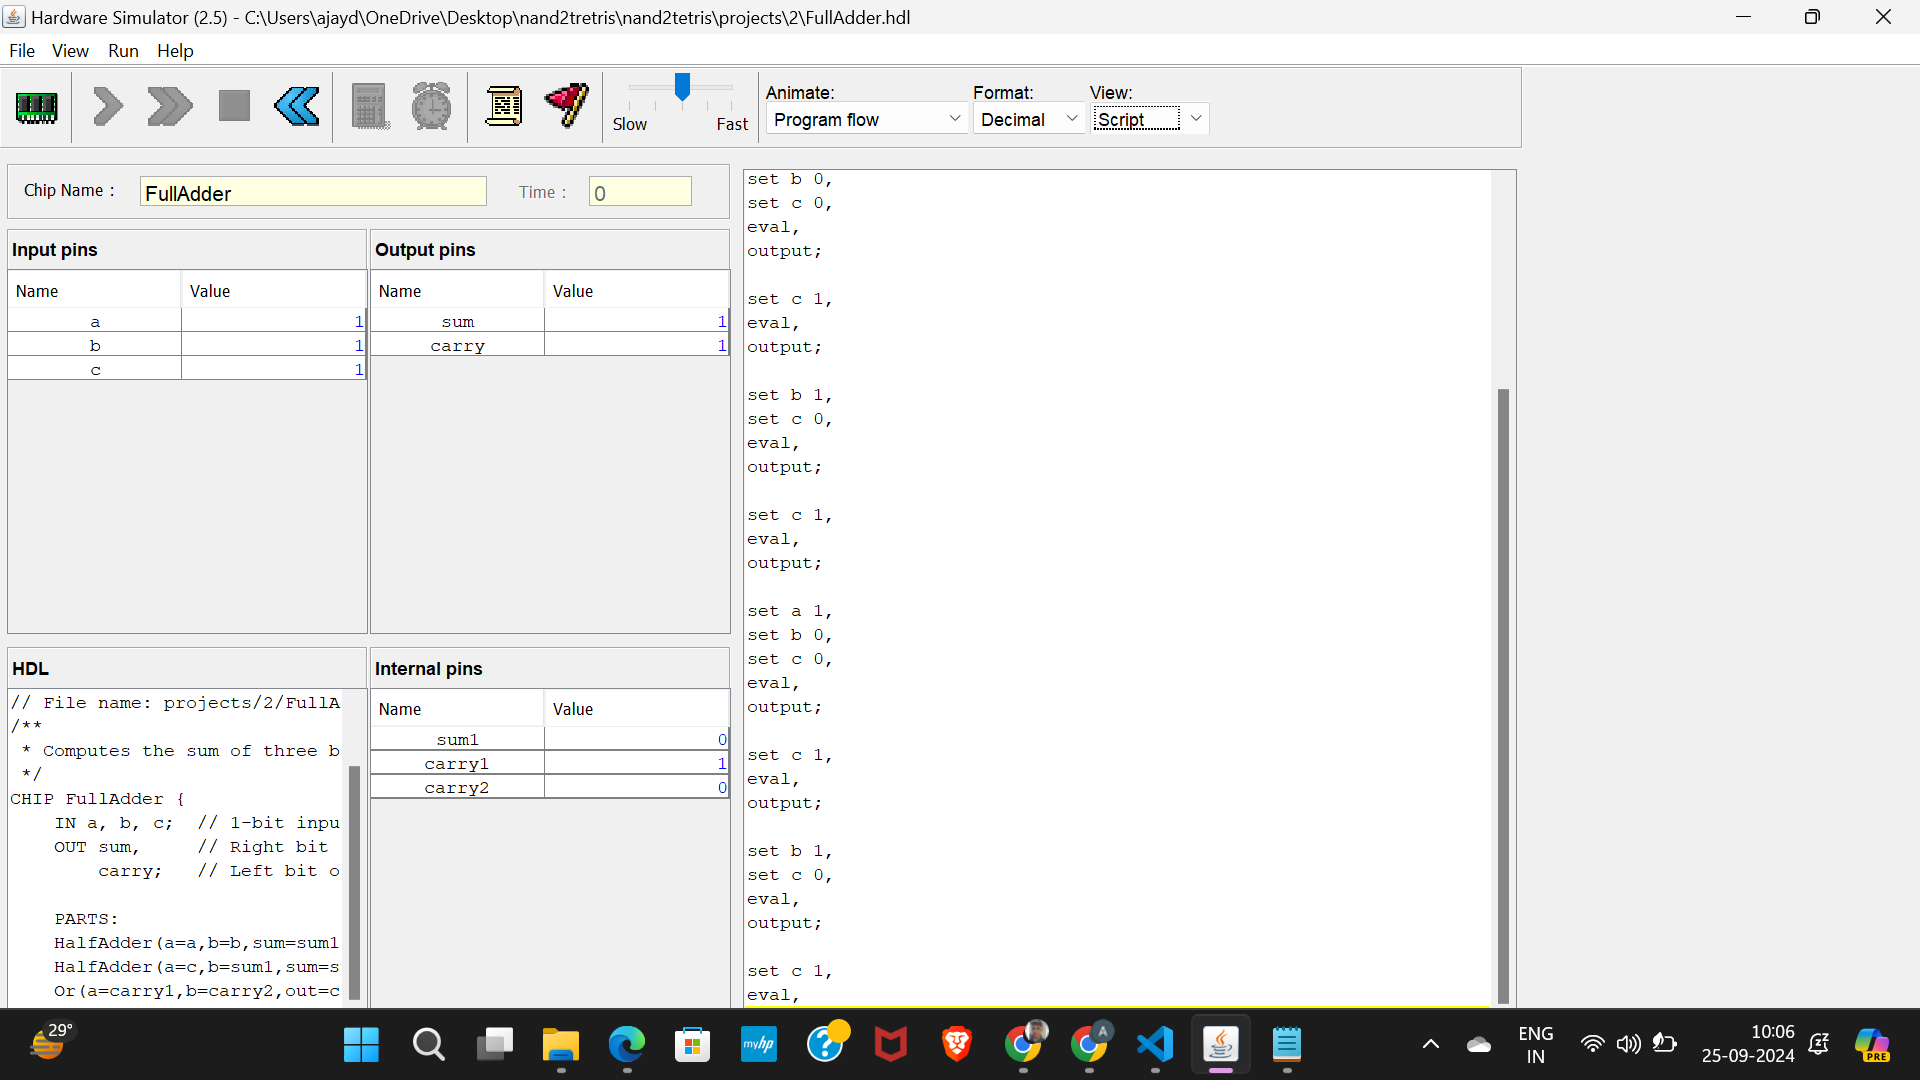 Hardware Simulator (2.5) - C:\Users\ajayd\OneDrive\Desktop\nand2tretris\nand2tetris\projects\2\FullAdder.hdl
File View Run Help
Slow Fast
Animate: Format: View:
Program flow Decimal Script
Chip Name : FullAdder Time : 0
Input pins
Name Value
a 1
b 1
c 1
Output pins
Name Value
sum 1
carry 1
HDL
// File name: projects/2/FullA
/**
* Computes the sum of three b
*/
CHIP FullAdder {
IN a, b, c; // 1-bit inpu
OUT sum, // Right bit
carry; // Left bit o
PARTS:
HalfAdder(a=a,b=b,sum=sum1
HalfAdder(a=c,b=sum1,sum=s
Or(a=carry1,b=carry2,out=c
Internal pins
Name Value
sum1 0
carry1 1
carry2 0
set b 0,
set c 0,
eval,
output;
set c 1,
eval,
output;
set b 1,
set c 0,
eval,
output;
set c 1,
eval,
output;
set a 1,
set b 0,
set c 0,
eval,
output;
set c 1,
eval,
output;
set b 1,
set c 0,
eval,
output;
set c 1,
eval,
29°
myhp
?
A
ENG
IN
10:06
25-09-2024
PRE